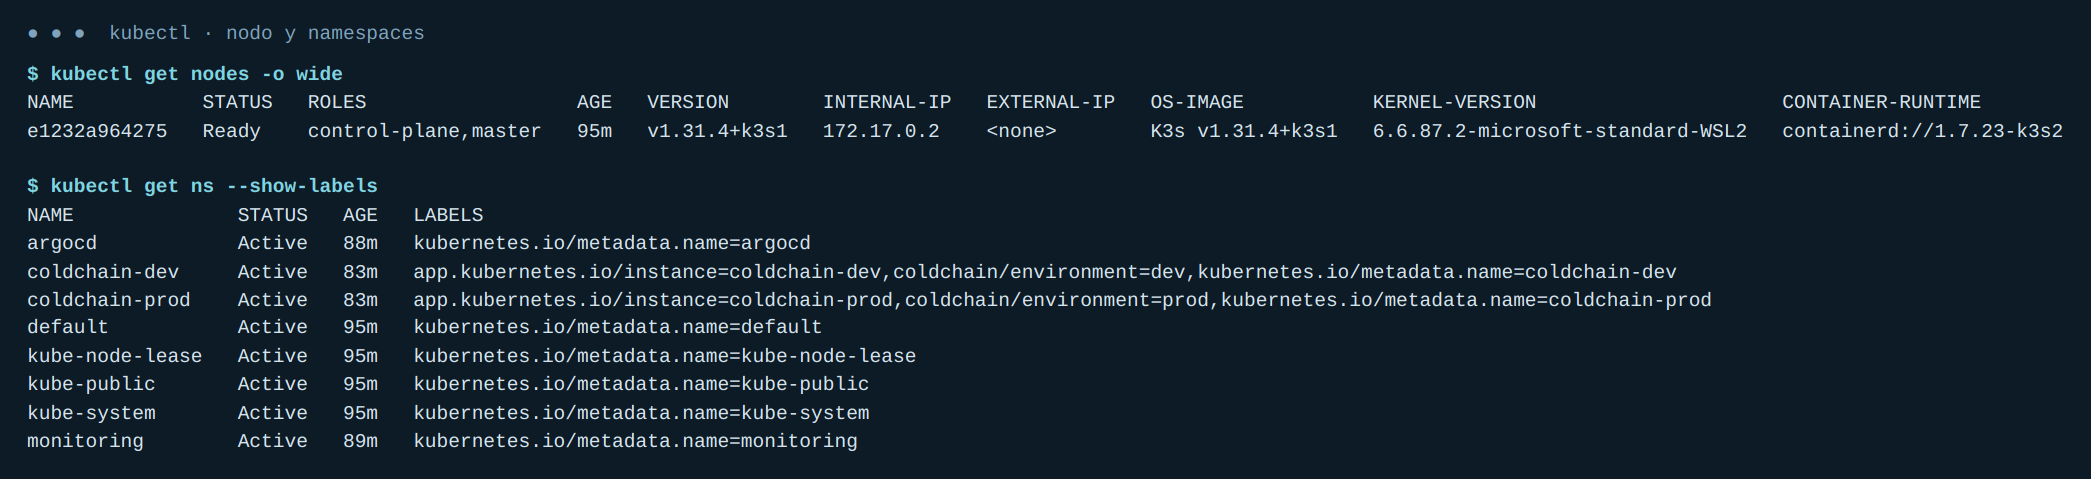 ● ● ● kubectl · nodo y namespaces
$ kubectl get nodes -o wide
NAME           STATUS   ROLES                  AGE   VERSION        INTERNAL-IP   EXTERNAL-IP   OS-IMAGE           KERNEL-VERSION                     CONTAINER-RUNTIME
e1232a964275   Ready    control-plane,master   95m   v1.31.4+k3s1   172.17.0.2    <none>        K3s v1.31.4+k3s1   6.6.87.2-microsoft-standard-WSL2   containerd://1.7.23-k3s2
$ kubectl get ns --show-labels
NAME              STATUS   AGE   LABELS
argocd            Active   88m   kubernetes.io/metadata.name=argocd
coldchain-dev     Active   83m   app.kubernetes.io/instance=coldchain-dev,coldchain/environment=dev,kubernetes.io/metadata.name=coldchain-dev
coldchain-prod    Active   83m   app.kubernetes.io/instance=coldchain-prod,coldchain/environment=prod,kubernetes.io/metadata.name=coldchain-prod
default           Active   95m   kubernetes.io/metadata.name=default
kube-node-lease   Active   95m   kubernetes.io/metadata.name=kube-node-lease
kube-public       Active   95m   kubernetes.io/metadata.name=kube-public
kube-system       Active   95m   kubernetes.io/metadata.name=kube-system
monitoring        Active   89m   kubernetes.io/metadata.name=monitoring